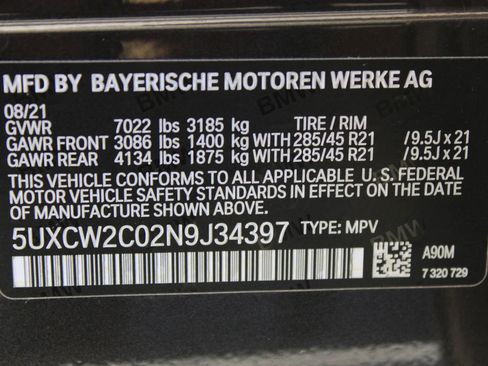 MFD BY BAYERISCHE MOTOREN WERKE AG
08/21
GVWR 7022 lbs 3185 kg TIRE / RIM
GAWR FRONT 3086 lbs 1400 kg WITH 285/45 R21 /9.5J x 21
GAWR REAR 4134 lbs 1875 kg WITH 285/45 R21 /9.5J x 21
THIS VEHICLE CONFORMS TO ALL APPLICABLE U. S. FEDERAL
MOTOR VEHICLE SAFETY STANDARDS IN EFFECT ON THE DATE
OF MANUFACTURE SHOWN ABOVE.
5UXCW2C02N9J34397 TYPE: MPV
A90M
7 320 729